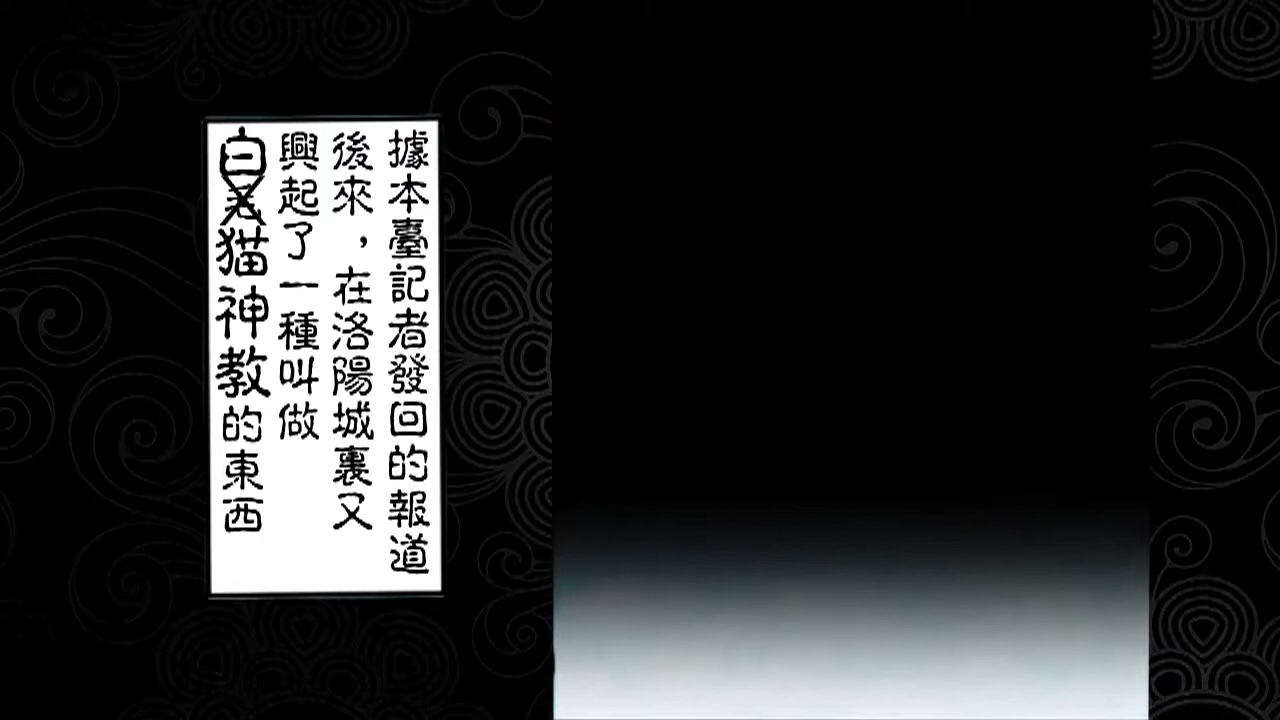 據本臺記者發回的報道
後來，在洛陽城裏又
興起了一種叫做
白猫神教的東西